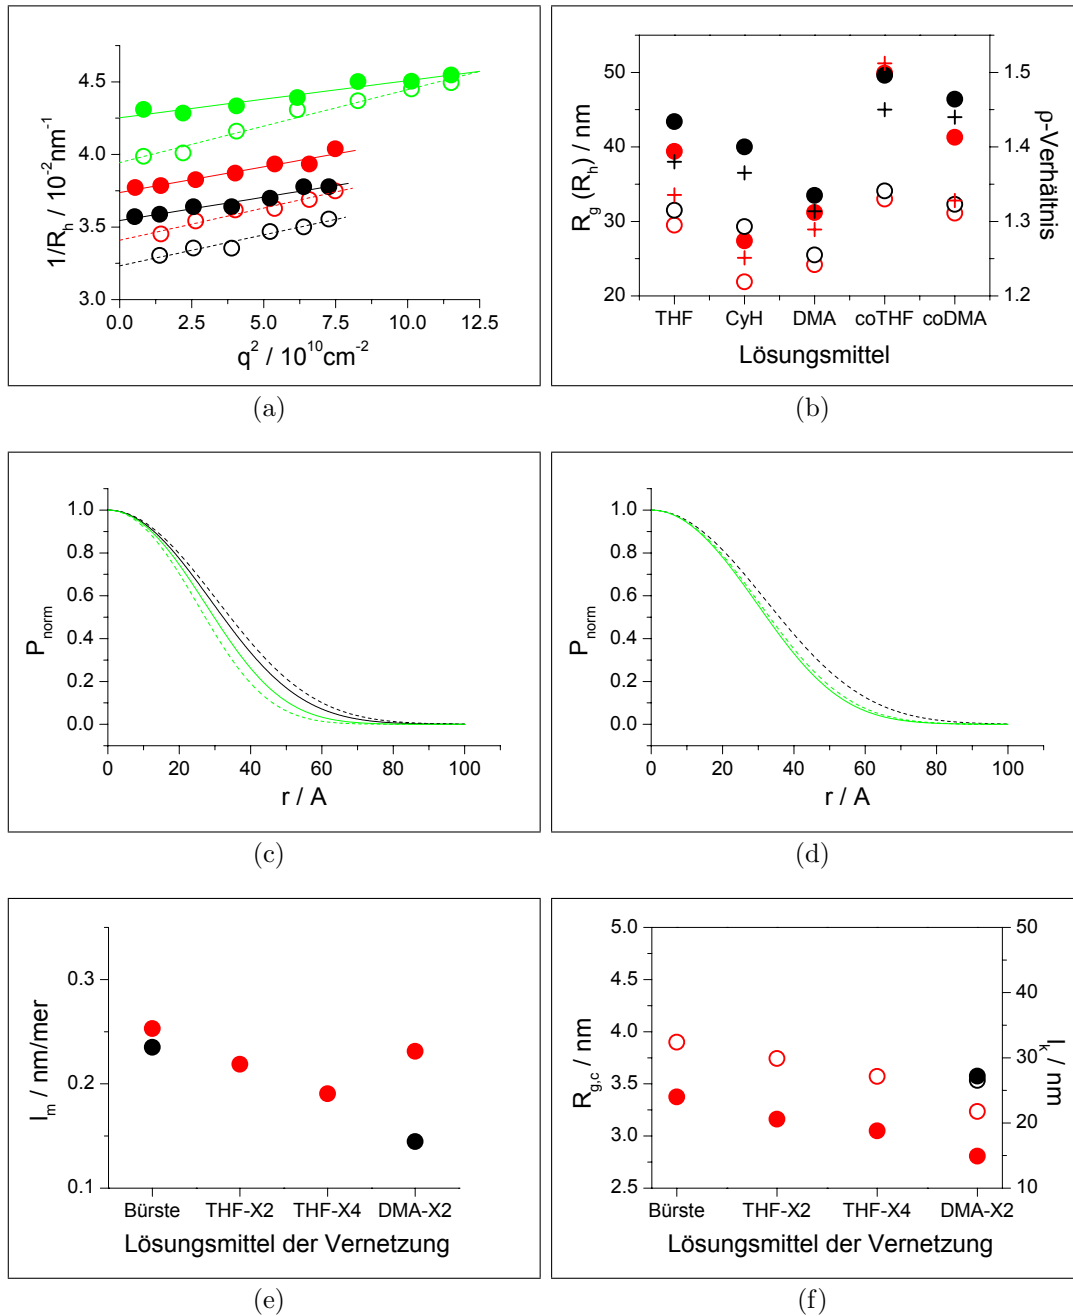 4.5
4.0
3.5
3.0
1/R_h / 10^-2 nm^-1
0.0 2.5 5.0 7.5 10.0 12.5
q^2 / 10^10 cm^-2
(a)
50
40
30
20
R_g (R_h) / nm
1.5
1.4
1.3
1.2
ρ-Verhältnis
THF CyH DMA coTHF coDMA
Lösungsmittel
(b)
1.0
0.8
0.6
0.4
0.2
0.0
P_norm
0 20 40 60 80 100
r / A
(c)
1.0
0.8
0.6
0.4
0.2
0.0
P_norm
0 20 40 60 80 100
r / A
(d)
0.3
0.2
0.1
l_m / nm/mer
Bürste THF-X2 THF-X4 DMA-X2
Lösungsmittel der Vernetzung
(e)
5.0
4.5
4.0
3.5
3.0
2.5
R_g,c / nm
50
40
30
20
10
l_k / nm
Bürste THF-X2 THF-X4 DMA-X2
Lösungsmittel der Vernetzung
(f)